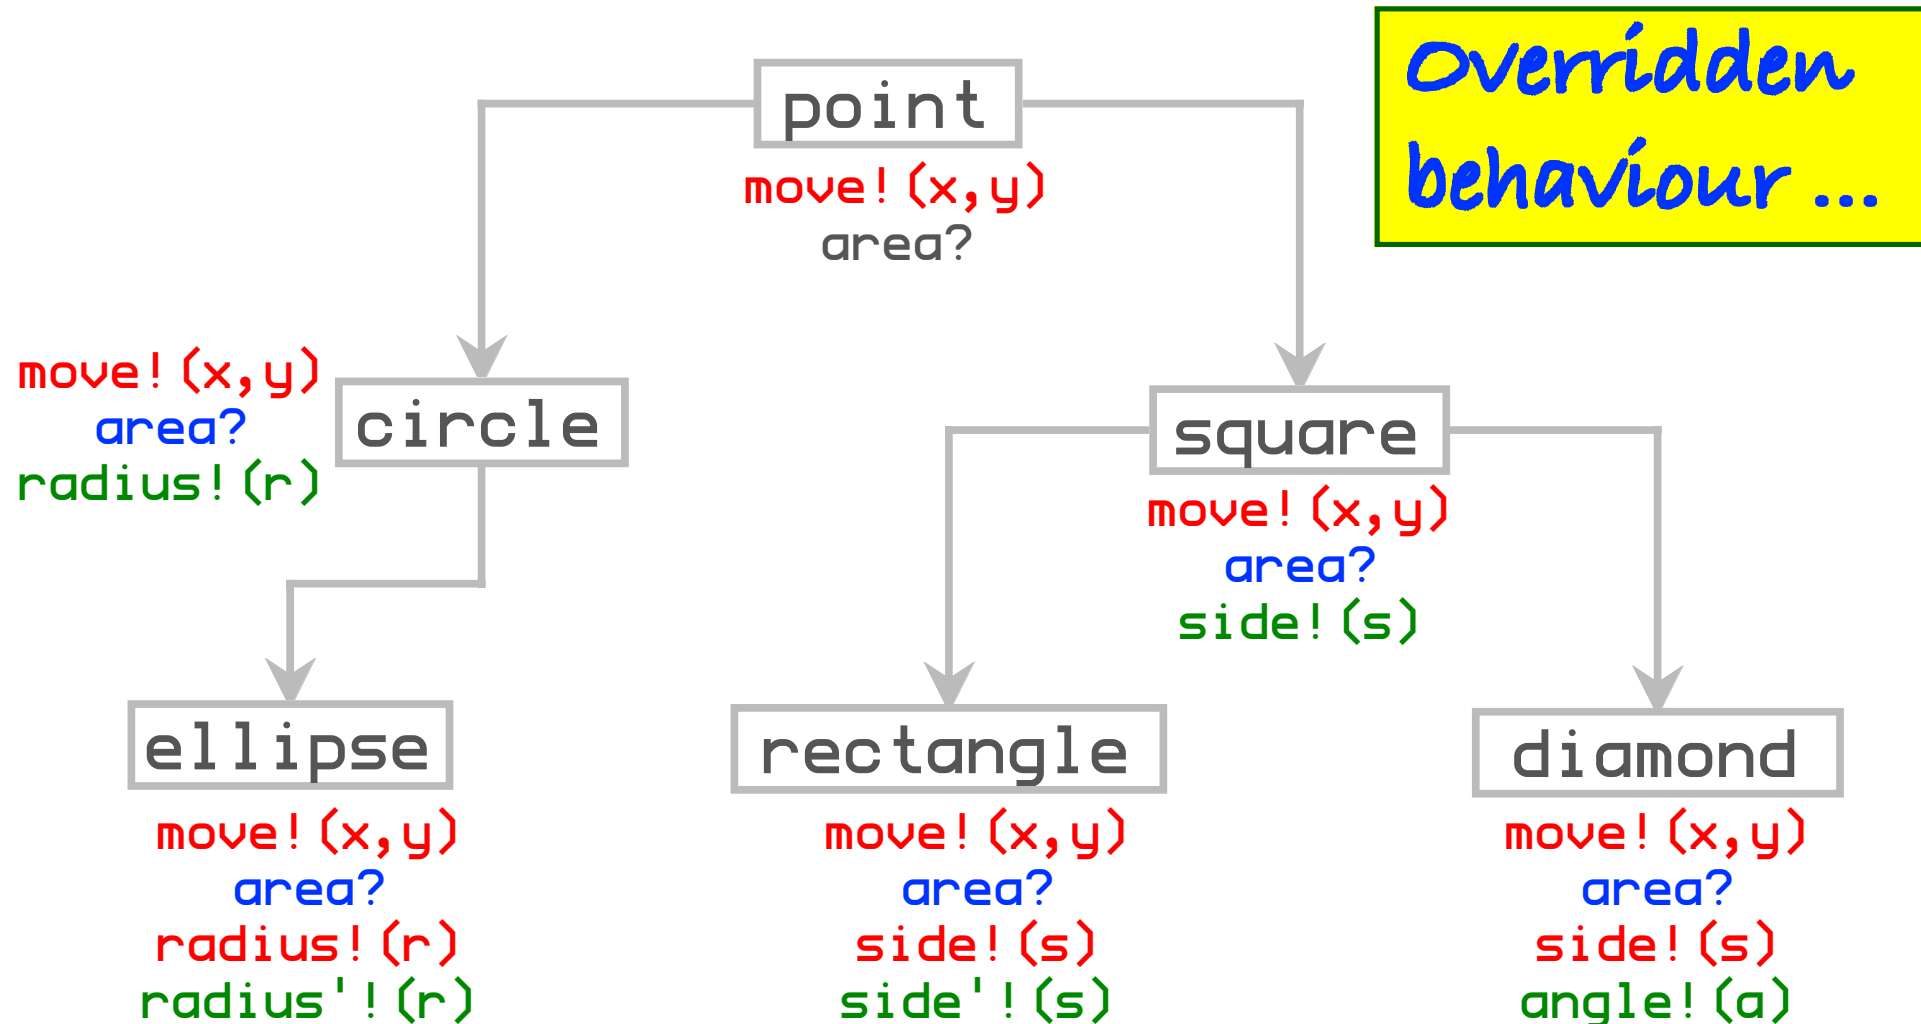 Overridden
behaviour ...
point
move!(x,y)
area?
move!(x,y)
area?
radius!(r)
circle
square
move!(x,y)
area?
side!(s)
ellipse
move!(x,y)
area?
radius!(r)
radius'!(r)
rectangle
move!(x,y)
area?
side!(s)
side'!(s)
diamond
move!(x,y)
area?
side!(s)
angle!(a)